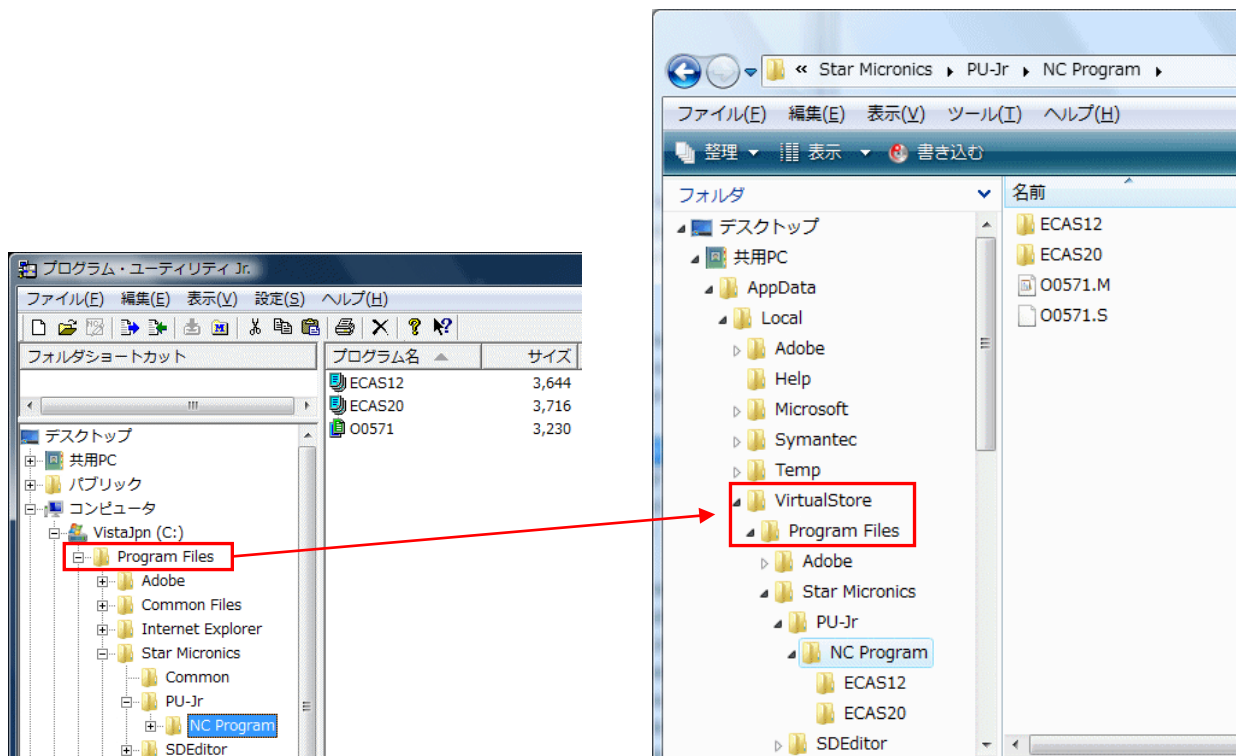 プログラム・ユーティリティ Jr.
ファイル(F) 編集(E) 表示(V) 設定(S) ヘルプ(H)
フォルダショートカット
プログラム名 サイズ
ECAS12 3,644
ECAS20 3,716
O0571 3,230
デスクトップ
共用PC
パブリック
コンピュータ
VistaJpn (C:)
Program Files
Adobe
Common Files
Internet Explorer
Star Micronics
Common
PU-Jr
NC Program
SDEditor
« Star Micronics PU-Jr NC Program
ファイル(F) 編集(E) 表示(V) ツール(T) ヘルプ(H)
整理 表示 書き込む
フォルダ
名前
デスクトップ
共用PC
AppData
Local
Adobe
Help
Microsoft
Symantec
Temp
VirtualStore
Program Files
Adobe
Star Micronics
PU-Jr
NC Program
ECAS12
ECAS20
SDEditor
ECAS12
ECAS20
O0571.M
O0571.S